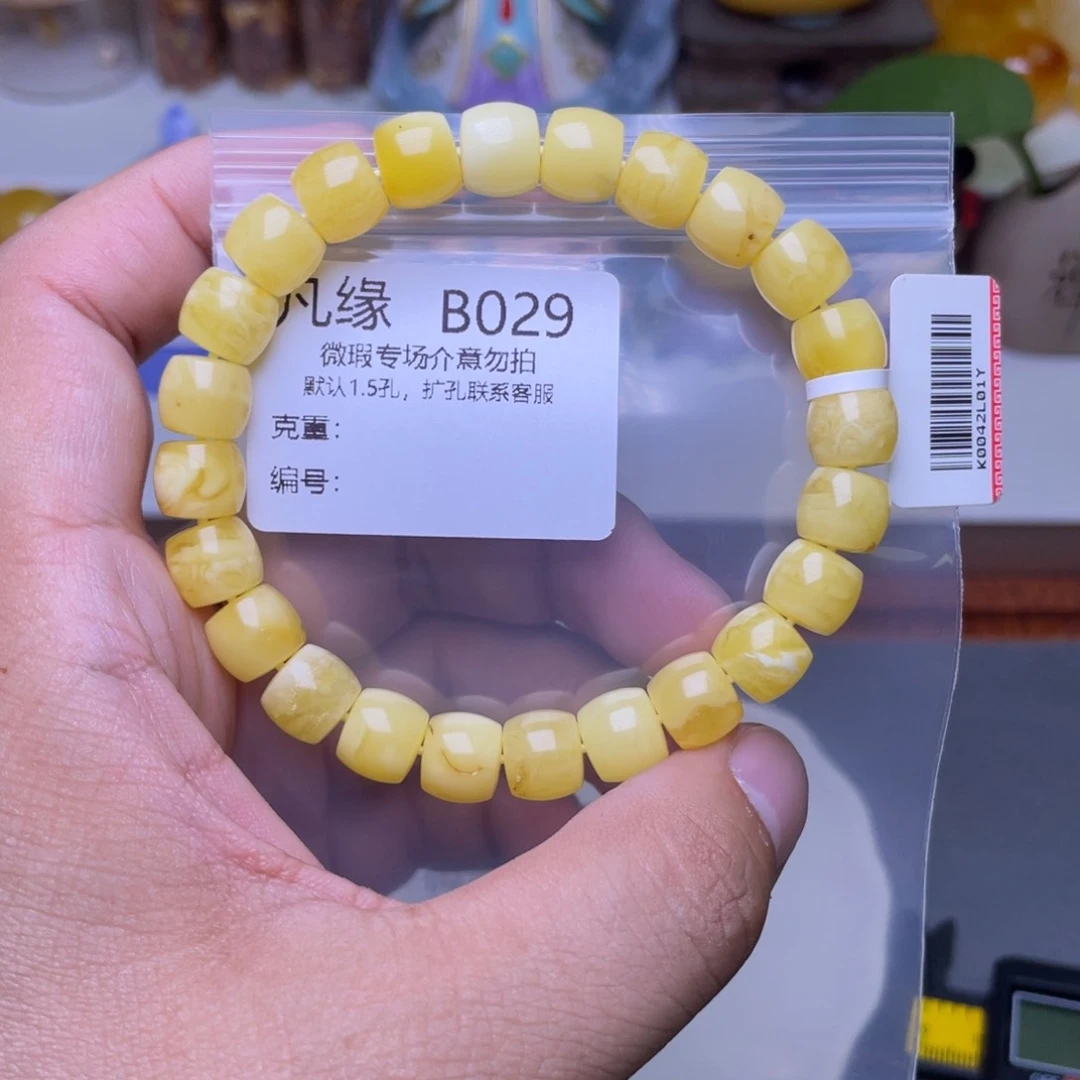 凡缘 B029
微瑕专场介意勿拍
默认1.5孔，扩孔联系客服
克重：
编号：
K0042L01Y